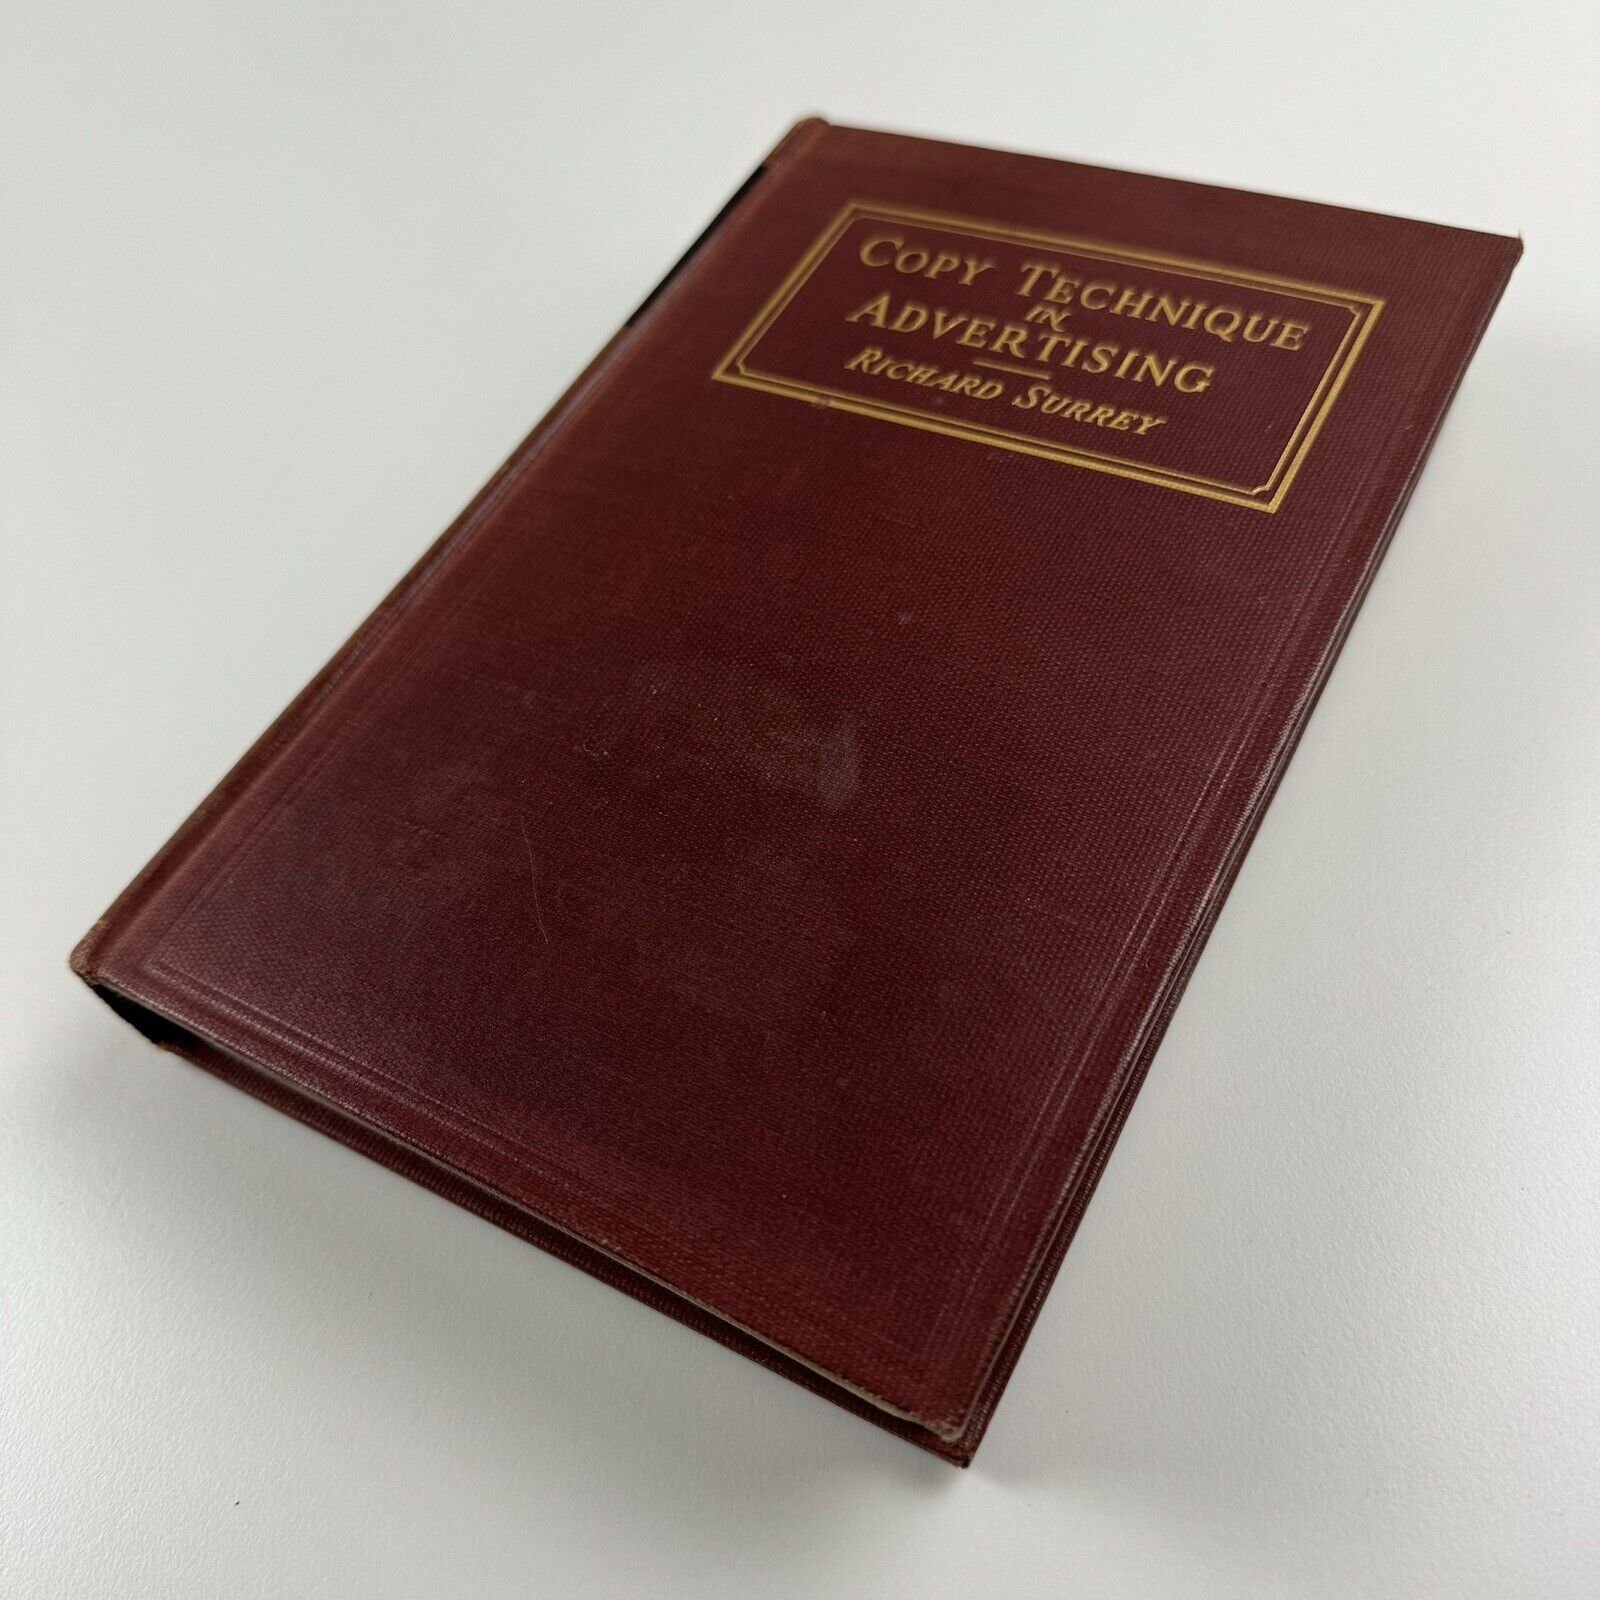 COPY TECHNIQUE
IN
ADVERTISING
RICHARD SURREY